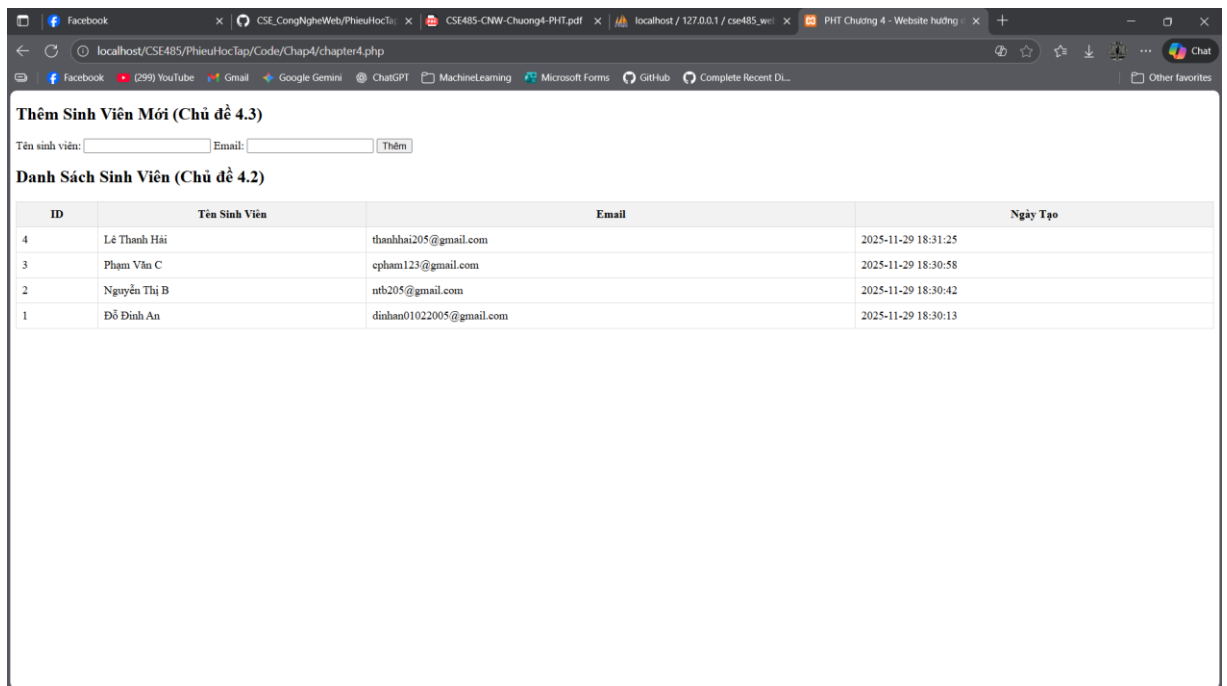 Facebook CSE_CongNgheWeb/PhieuHocTa CSE485-CNW-Chuong4-PHT.pdf localhost / 127.0.0.1 / cse485_we PHT Chương 4 - Website hướng
localhost/CSE485/PhieuHocTap/Code/Chap4/chapter4.php Chat
Facebook (299) YouTube Gmail Google Gemini ChatGPT MachineLearning Microsoft Forms GitHub Complete Recent Di... Other favorites
Thêm Sinh Viên Mới (Chủ đề 4.3)
Tên sinh viên: Email: Thêm
Danh Sách Sinh Viên (Chủ đề 4.2)
ID Tên Sinh Viên Email Ngày Tạo
4 Lê Thanh Hải thanhhai205@gmail.com 2025-11-29 18:31:25
3 Phạm Văn C cpham123@gmail.com 2025-11-29 18:30:58
2 Nguyễn Thị B ntb205@gmail.com 2025-11-29 18:30:42
1 Đỗ Đình An dinhan01022005@gmail.com 2025-11-29 18:30:13